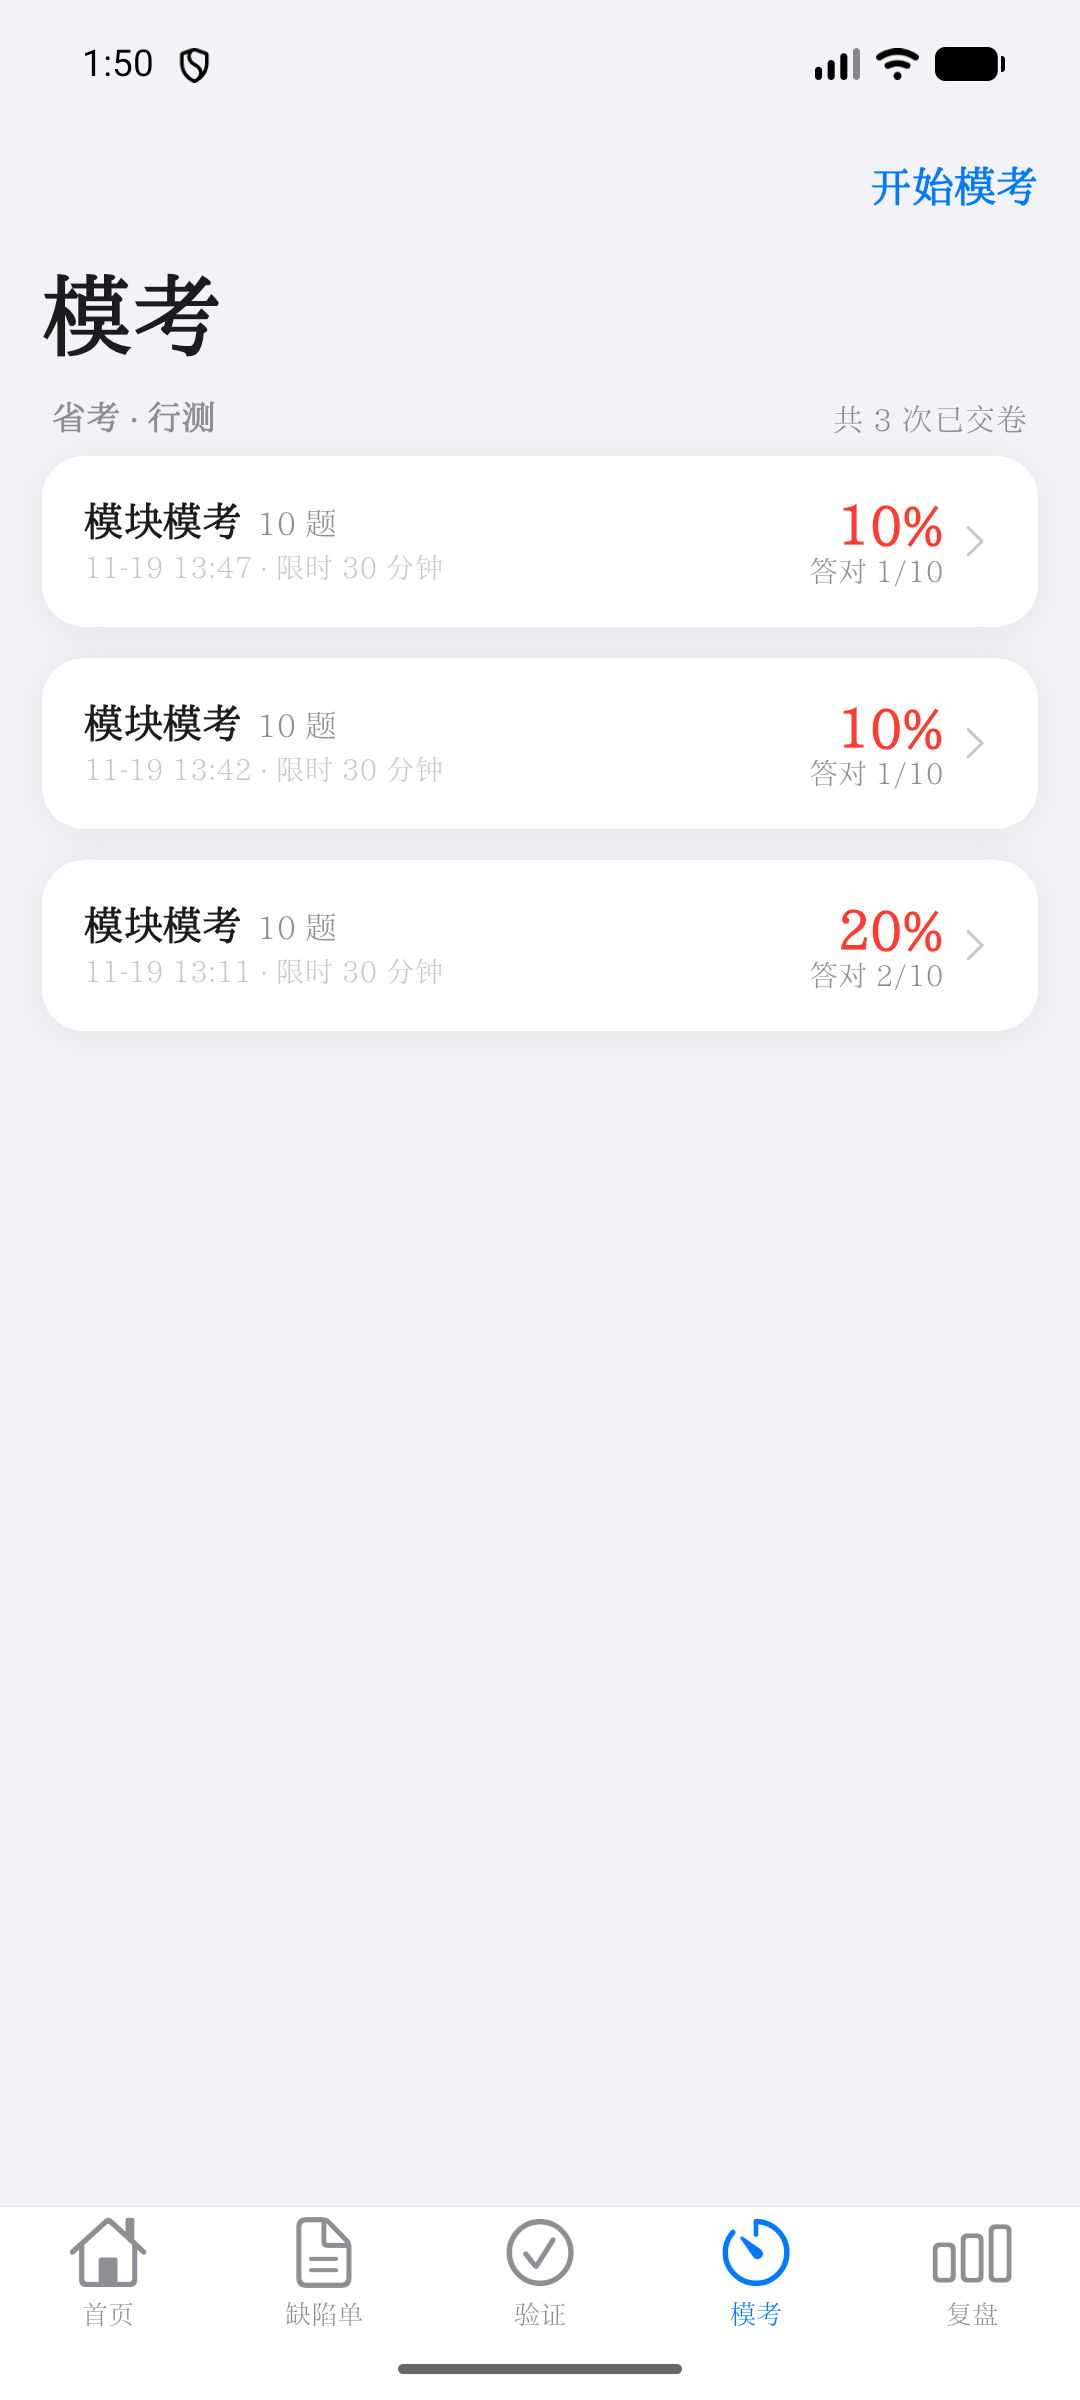 1:50
开始模考
模考
省考 · 行测
共 3 次已交卷
模块模考 10 题
11-19 13:47 · 限时 30 分钟
10%
答对 1/10
模块模考 10 题
11-19 13:42 · 限时 30 分钟
10%
答对 1/10
模块模考 10 题
11-19 13:11 · 限时 30 分钟
20%
答对 2/10
首页
缺陷单
验证
模考
复盘